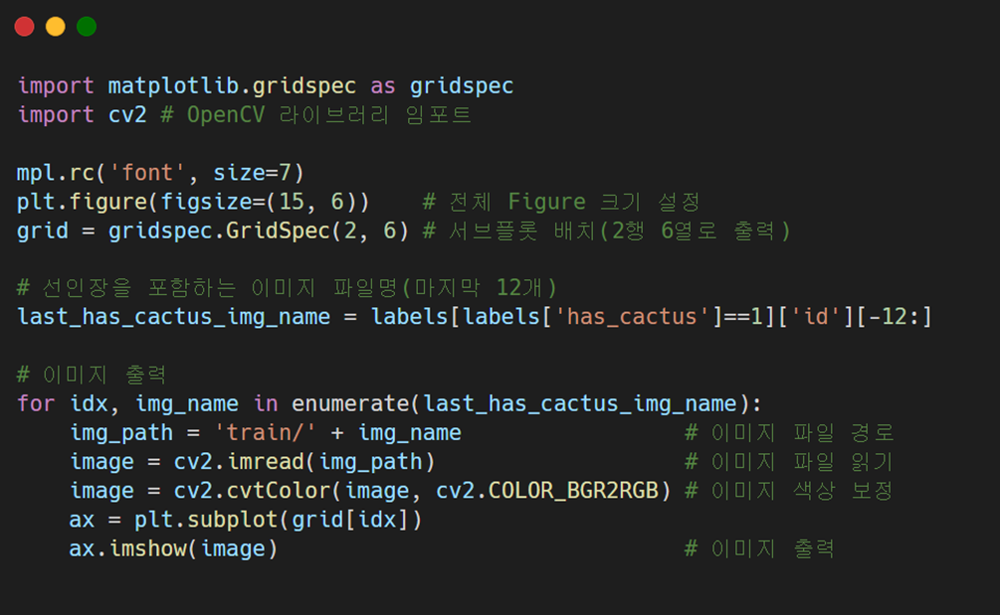 import matplotlib.gridspec as gridspec
import cv2 # OpenCV 라이브러리 임포트
mpl.rc('font', size=7)
plt.figure(figsize=(15, 6))    # 전체 Figure 크기 설정
grid = gridspec.GridSpec(2, 6) # 서브플롯 배치(2행 6열로 출력)
# 선인장을 포함하는 이미지 파일명(마지막 12개)
last_has_cactus_img_name = labels[labels['has_cactus']==1]['id'][-12:]
# 이미지 출력
for idx, img_name in enumerate(last_has_cactus_img_name):
    img_path = 'train/' + img_name                 # 이미지 파일 경로
    image = cv2.imread(img_path)                   # 이미지 파일 읽기
    image = cv2.cvtColor(image, cv2.COLOR_BGR2RGB) # 이미지 색상 보정
    ax = plt.subplot(grid[idx])
    ax.imshow(image)                               # 이미지 출력